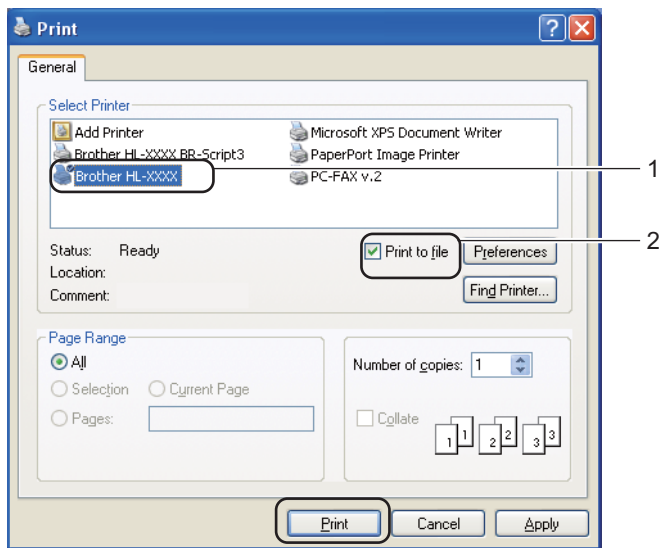 Print
General
Select Printer
Add Printer
Microsoft XPS Document Writer
Brother HL-XXXX BR-Script3
PaperPort Image Printer
Brother HL-XXXX
PC-FAX v.2
1
Status: Ready
Print to file
Preferences
2
Location:
Comment:
Find Printer...
Page Range
All
Number of copies: 1
Selection
Current Page
Pages:
Collate
1 1 2 2 3 3
Print
Cancel
Apply